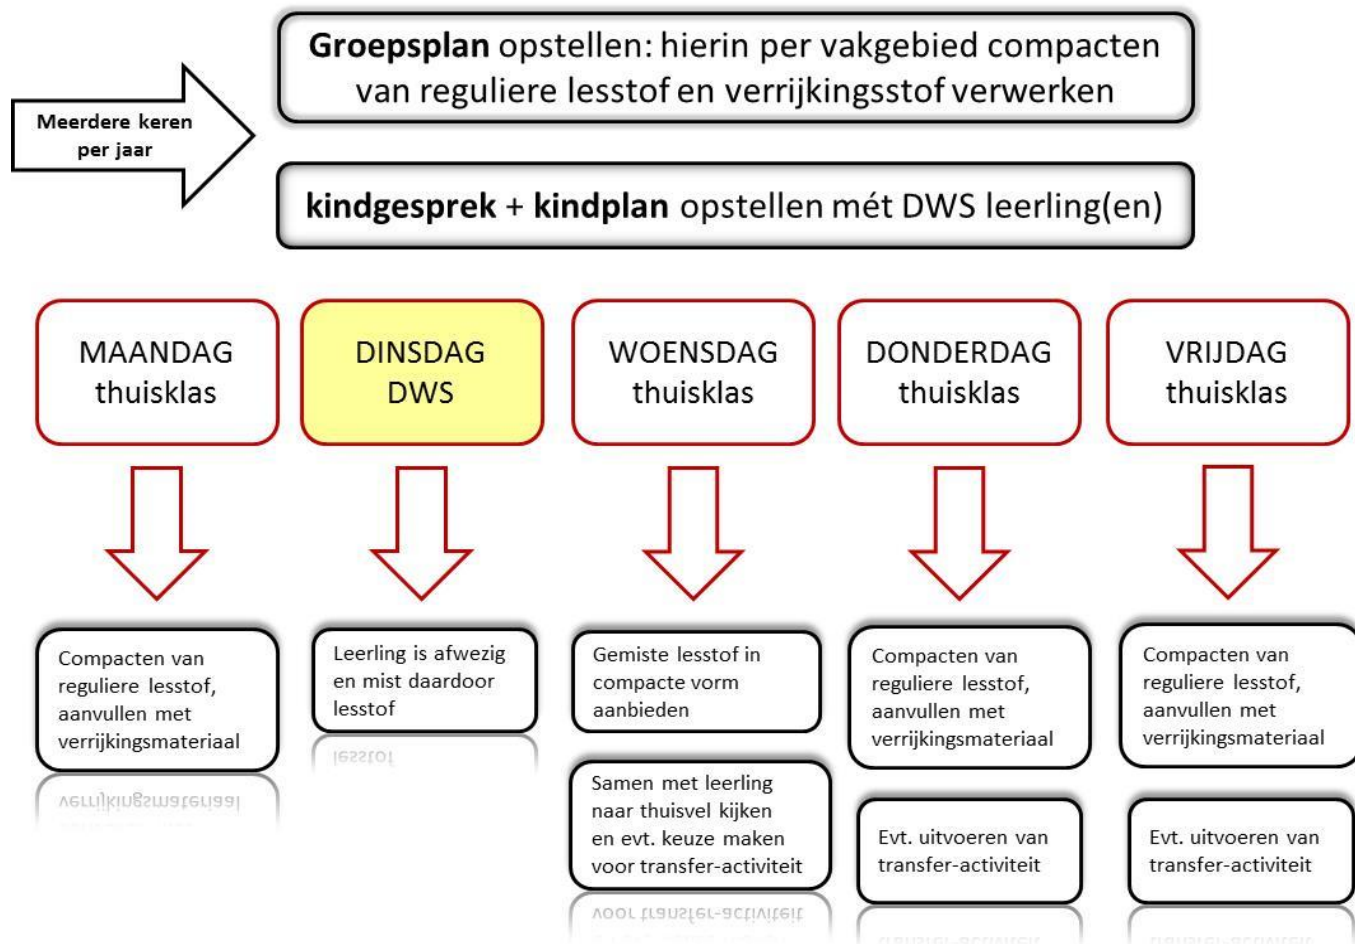 Groepsplan opstellen: hierin per vakgebied compacten
van reguliere lesstof en verrijkingsstof verwerken
Meerdere keren
per jaar
kindgesprek + kindplan opstellen mét DWS leerling(en)
MAANDAG
thuisklas
DINSDAG
DWS
WOENSDAG
thuisklas
DONDERDAG
thuisklas
VRIJDAG
thuisklas
Compacten van
reguliere lesstof,
aanvullen met
verrijkingsmateriaal
Leerling is afwezig
en mist daardoor
lesstof
Gemiste lesstof in
compacte vorm
aanbieden
Samen met leerling
naar thuisvel kijken
en evt. keuze maken
voor transfer-activiteit
Compacten van
reguliere lesstof,
aanvullen met
verrijkingsmateriaal
Evt. uitvoeren van
transfer-activiteit
Compacten van
reguliere lesstof,
aanvullen met
verrijkingsmateriaal
Evt. uitvoeren van
transfer-activiteit